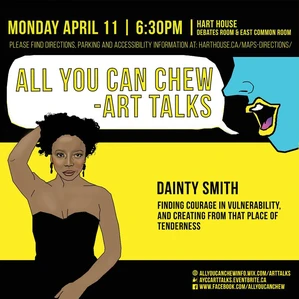 MONDAY APRIL 11 | 6:30PM | HART HOUSE
DEBATES ROOM & EAST COMMON ROOM
PLEASE FIND DIRECTIONS, PARKING AND ACCESSIBILITY INFORMATION AT: HARTHOUSE.CA/MAPS-DIRECTIONS/
ALL YOU CAN CHEW
-ART TALKS
DAINTY SMITH
FINDING COURAGE IN VULNERABILITY,
AND CREATING FROM THAT PLACE OF
TENDERNESS
ALLYOUCANCHEWINFO.WIX.COM/ARTTALKS
AYCCARTTALKS.EVENTBRITE.CA
WWW.FACEBOOK.COM/ALLYOUCANCHEW